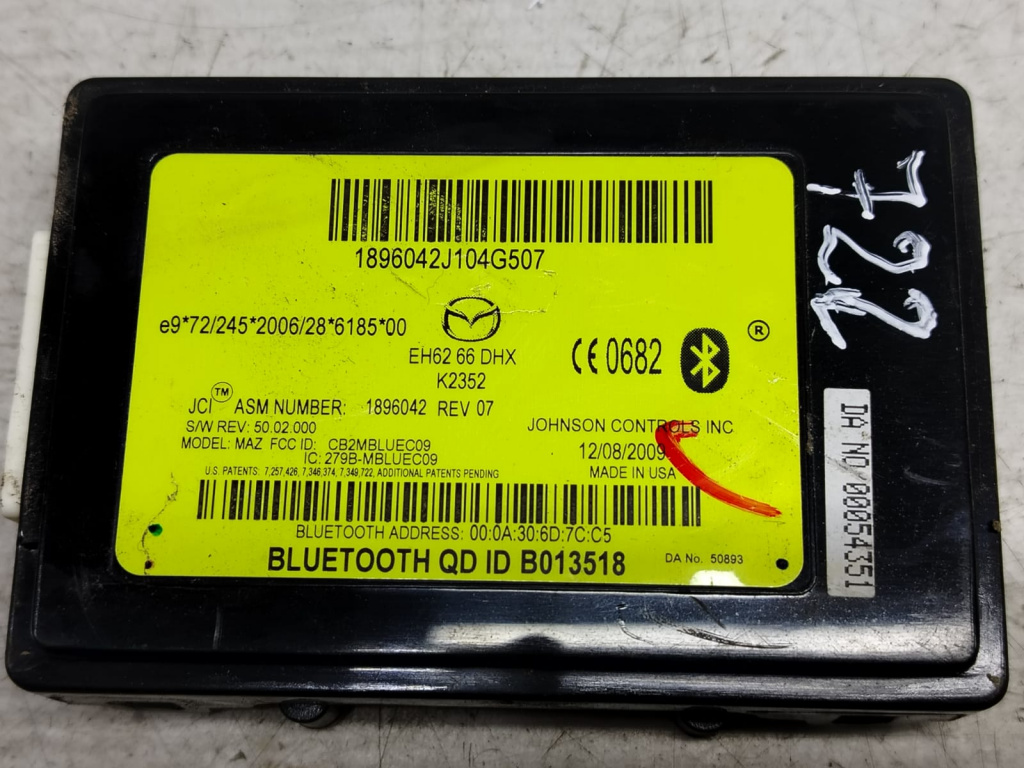 1896042J104G507
e9*72/245*2006/28*6185*00
EH62 66 DHX
K2352
CE 0682
®
JCI™ ASM NUMBER: 1896042 REV 07
S/W REV: 50.02.000
MODEL: MAZ FCC ID: CB2MBLUEC09
IC: 279B-MBLUEC09
JOHNSON CONTROLS INC
12/08/2009
MADE IN USA
U.S. PATENTS: 7,257,426, 7,346,374, 7,349,722, ADDITIONAL PATENTS PENDING
BLUETOOTH ADDRESS: 00:0A:30:6D:7C:C5
BLUETOOTH QD ID B013518
DA No. 50893
722
DA NO/00054351